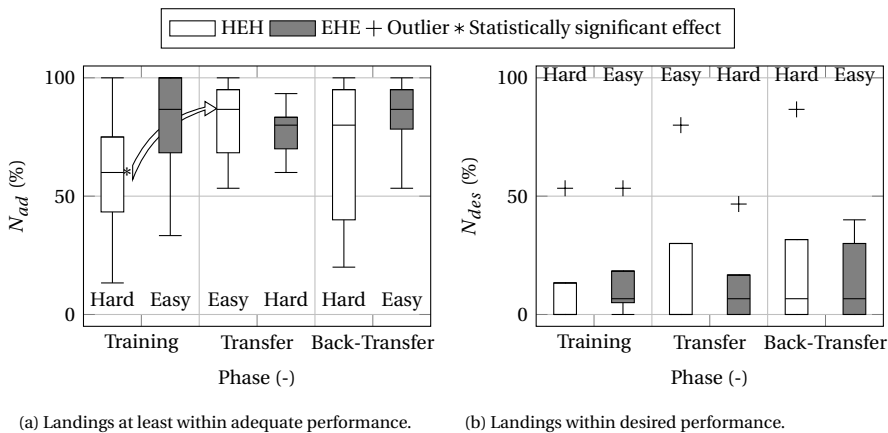 HEH EHE + Outlier * Statistically significant effect
100
50
0
N_ad (%)
*
Hard Easy Easy Hard Hard Easy
Training Transfer Back-Transfer
Phase (-)
(a) Landings at least within adequate performance.
Hard Easy Easy Hard Hard Easy
100
50
0
N_des (%)
Training Transfer Back-Transfer
Phase (-)
(b) Landings within desired performance.